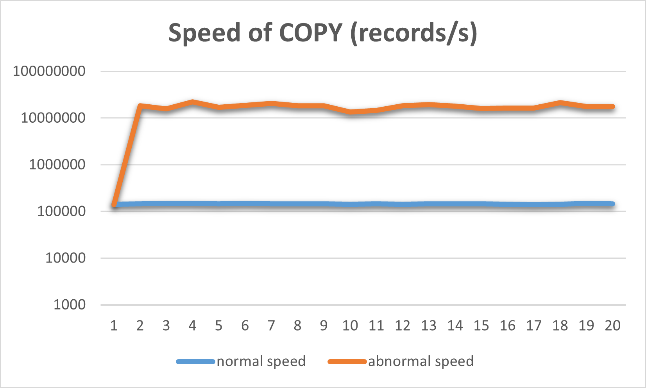 Speed of COPY (records/s)
100000000
10000000
1000000
100000
10000
1000
1 2 3 4 5 6 7 8 9 10 11 12 13 14 15 16 17 18 19 20
normal speed abnormal speed